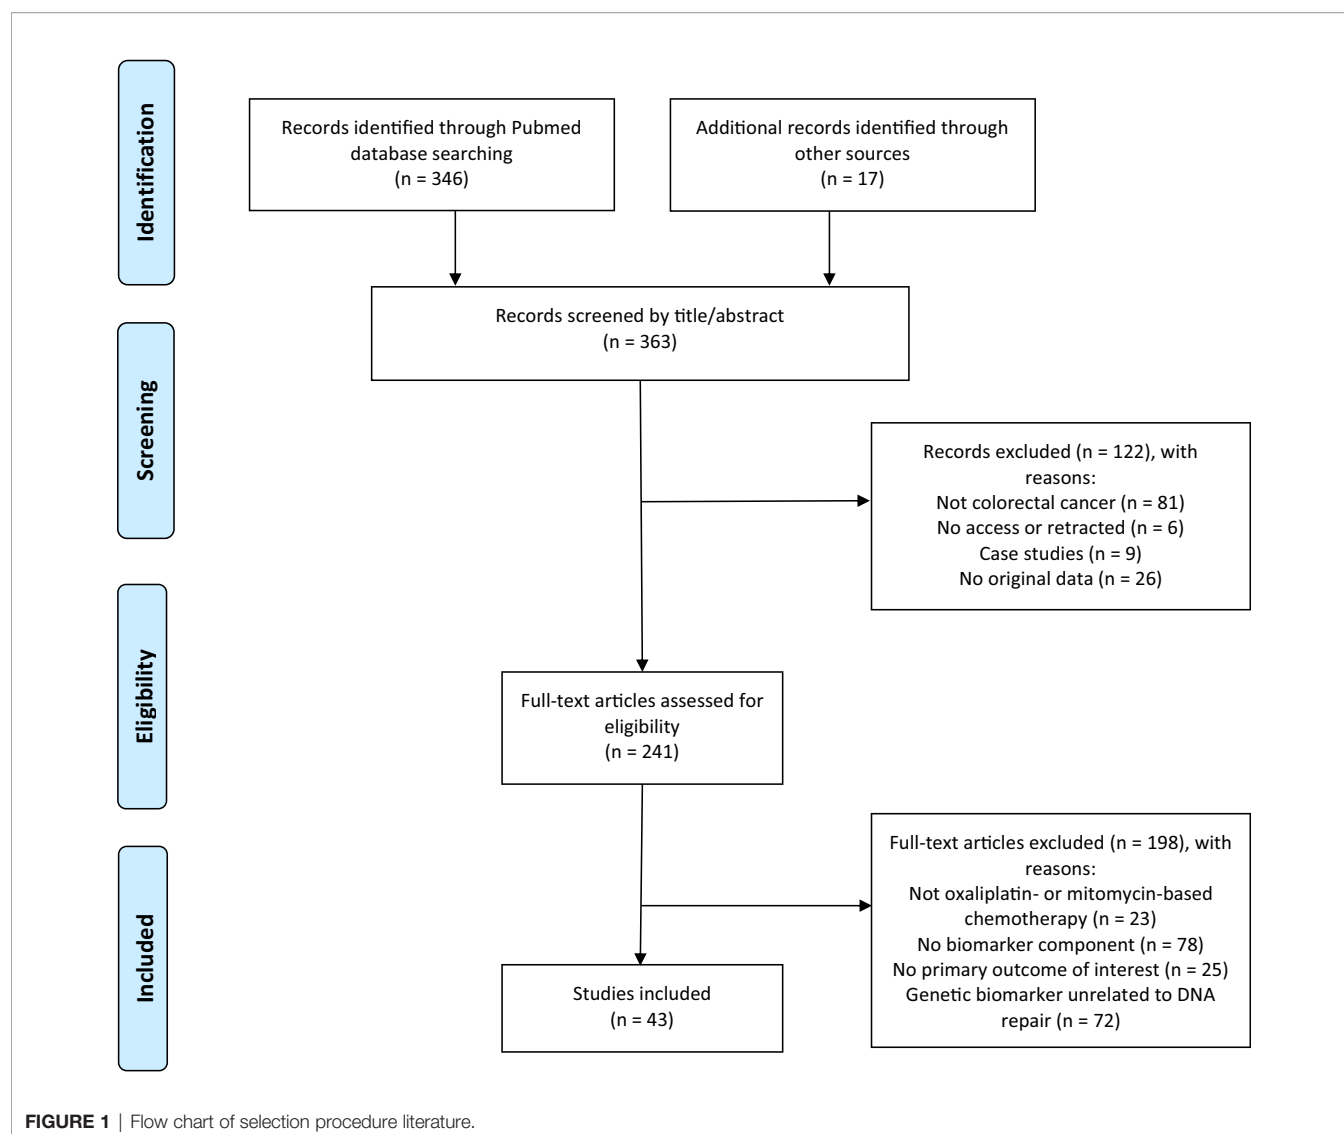 Identification
Records identified through Pubmed
database searching
(n = 346)
Additional records identified through
other sources
(n = 17)
Records screened by title/abstract
(n = 363)
Screening
Records excluded (n = 122), with
reasons:
Not colorectal cancer (n = 81)
No access or retracted (n = 6)
Case studies (n = 9)
No original data (n = 26)
Eligibility
Full-text articles assessed for
eligibility
(n = 241)
Full-text articles excluded (n = 198), with
reasons:
Not oxaliplatin- or mitomycin-based
chemotherapy (n = 23)
No biomarker component (n = 78)
No primary outcome of interest (n = 25)
Genetic biomarker unrelated to DNA
repair (n = 72)
Included
Studies included
(n = 43)
FIGURE 1 | Flow chart of selection procedure literature.